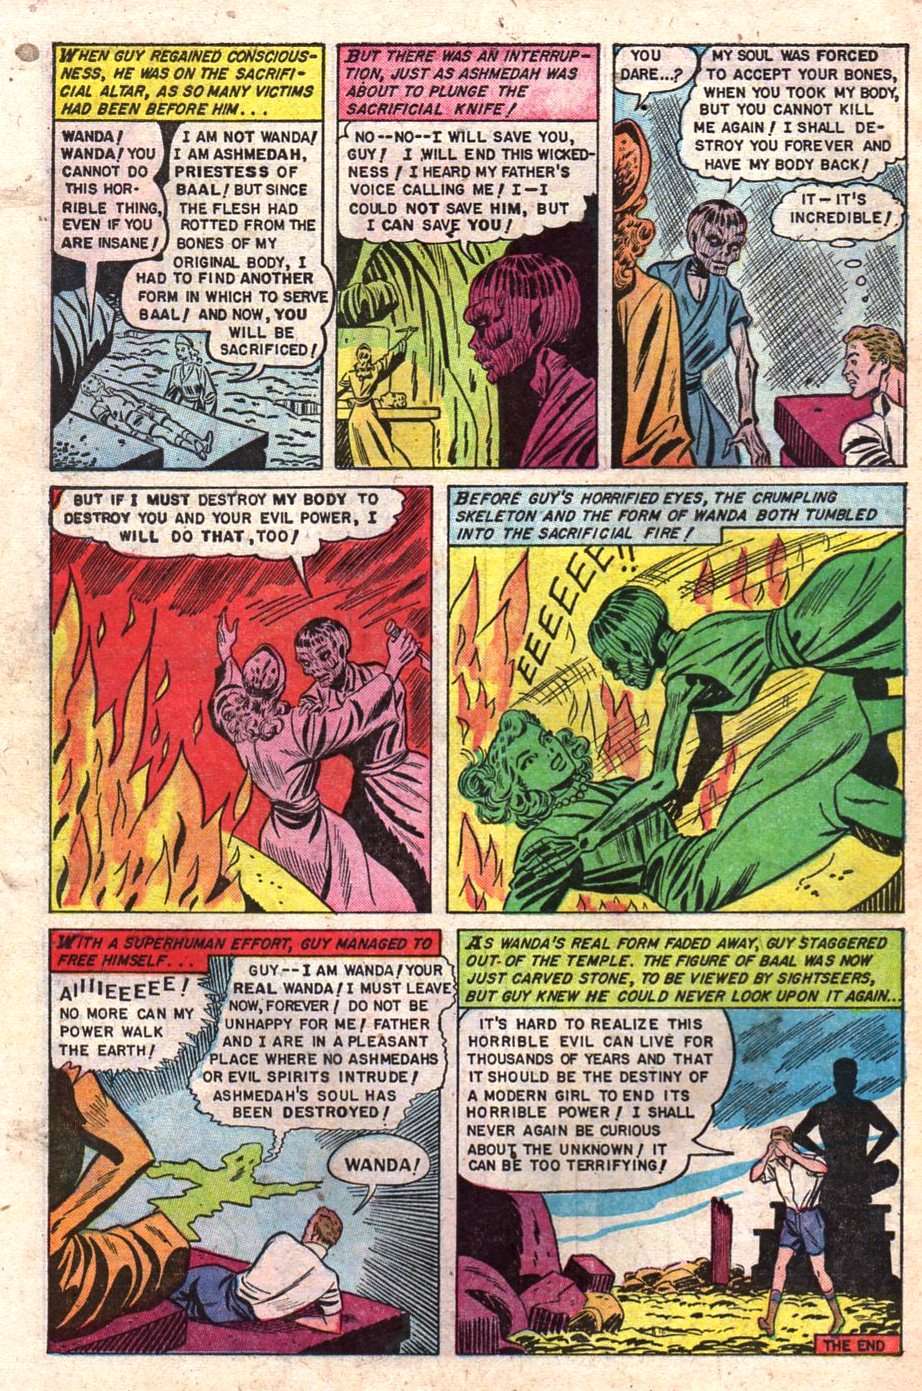 WHEN GUY REGAINED CONSCIOUS-
NESS, HE WAS ON THE SACRIFI-
CIAL ALTAR, AS SO MANY VICTIMS
HAD BEEN BEFORE HIM...
WANDA!
WANDA! YOU
CANNOT DO
THIS HOR-
RIBLE THING,
EVEN IF YOU
ARE INSANE!
I AM NOT WANDA!
I AM ASHMEDAH,
PRIESTESS OF
BAAL! BUT SINCE
THE FLESH HAD
ROTTED FROM THE
BONES OF MY
ORIGINAL BODY, I
HAD TO FIND ANOTHER
FORM IN WHICH TO SERVE
BAAL! AND NOW, YOU
WILL BE
SACRIFICED!
BUT THERE WAS AN INTERRUP-
TION, JUST AS ASHMEDAH WAS
ABOUT TO PLUNGE THE
SACRIFICIAL KNIFE!
NO--NO--I WILL SAVE YOU,
GUY! I WILL END THIS WICKED-
NESS! I HEARD MY FATHER'S
VOICE CALLING ME! I-I
COULD NOT SAVE HIM, BUT
I CAN SAVE YOU!
YOU
DARE...?
MY SOUL WAS FORCED
TO ACCEPT YOUR BONES,
WHEN YOU TOOK MY BODY,
BUT YOU CANNOT KILL
ME AGAIN! I SHALL DE-
STROY YOU FOREVER AND
HAVE MY BODY BACK!
IT-IT'S
INCREDIBLE!
BUT IF I MUST DESTROY MY BODY TO
DESTROY YOU AND YOUR EVIL POWER, I
WILL DO THAT, TOO!
BEFORE GUY'S HORRIFIED EYES, THE CRUMPLING
SKELETON AND THE FORM OF WANDA BOTH TUMBLED
INTO THE SACRIFICIAL FIRE!
EEEEEEE!!
WITH A SUPERHUMAN EFFORT, GUY MANAGED TO
FREE HIMSELF...
AIIIIEEEEE!
NO MORE CAN MY
POWER WALK
THE EARTH!
GUY--I AM WANDA! YOUR
REAL WANDA! I MUST LEAVE
NOW, FOREVER! DO NOT BE
UNHAPPY FOR ME! FATHER
AND I ARE IN A PLEASANT
PLACE WHERE NO ASHMEDAHS
OR EVIL SPIRITS INTRUDE!
ASHMEDAH'S SOUL HAS
BEEN DESTROYED!
WANDA!
AS WANDA'S REAL FORM FADED AWAY, GUY STAGGERED
OUT OF THE TEMPLE. THE FIGURE OF BAAL WAS NOW
JUST CARVED STONE, TO BE VIEWED BY SIGHTSEERS,
BUT GUY KNEW HE COULD NEVER LOOK UPON IT AGAIN...
IT'S HARD TO REALIZE THIS
HORRIBLE EVIL CAN LIVE FOR
THOUSANDS OF YEARS AND THAT
IT SHOULD BE THE DESTINY OF
A MODERN GIRL TO END ITS
HORRIBLE POWER! I SHALL
NEVER AGAIN BE CURIOUS
ABOUT THE UNKNOWN! IT
CAN BE TOO TERRIFYING!
THE END